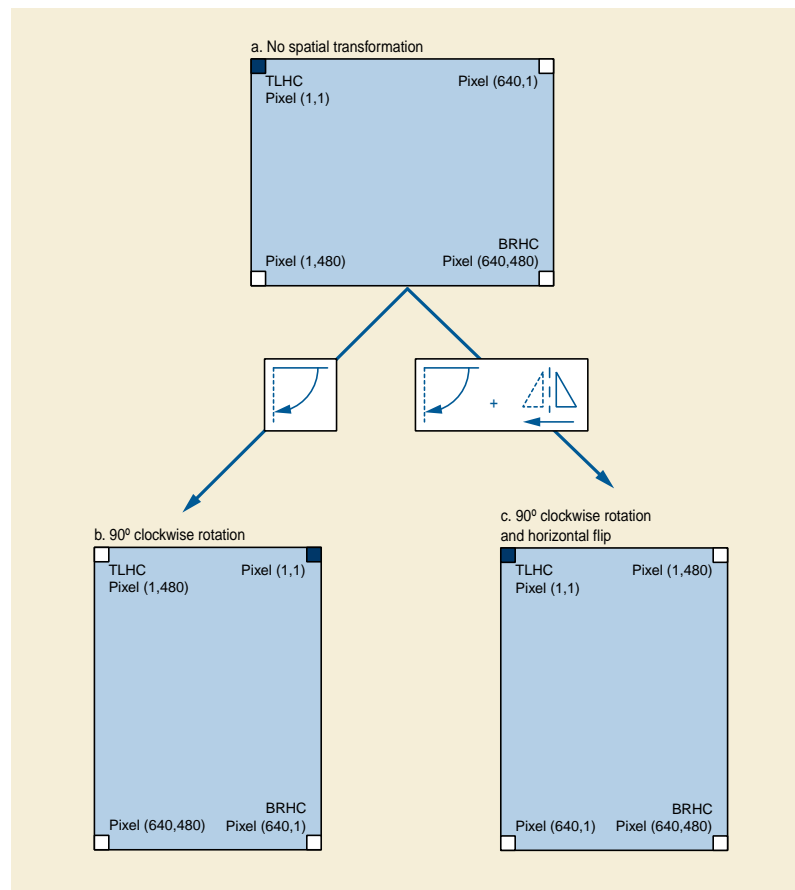 a. No spatial transformation
TLHC
Pixel (1,1)
Pixel (640,1)
Pixel (1,480)
BRHC
Pixel (640,480)
+
b. 90º clockwise rotation
TLHC
Pixel (1,480)
Pixel (1,1)
Pixel (640,480)
BRHC
Pixel (640,1)
c. 90º clockwise rotation
and horizontal flip
TLHC
Pixel (1,1)
Pixel (1,480)
Pixel (640,1)
BRHC
Pixel (640,480)